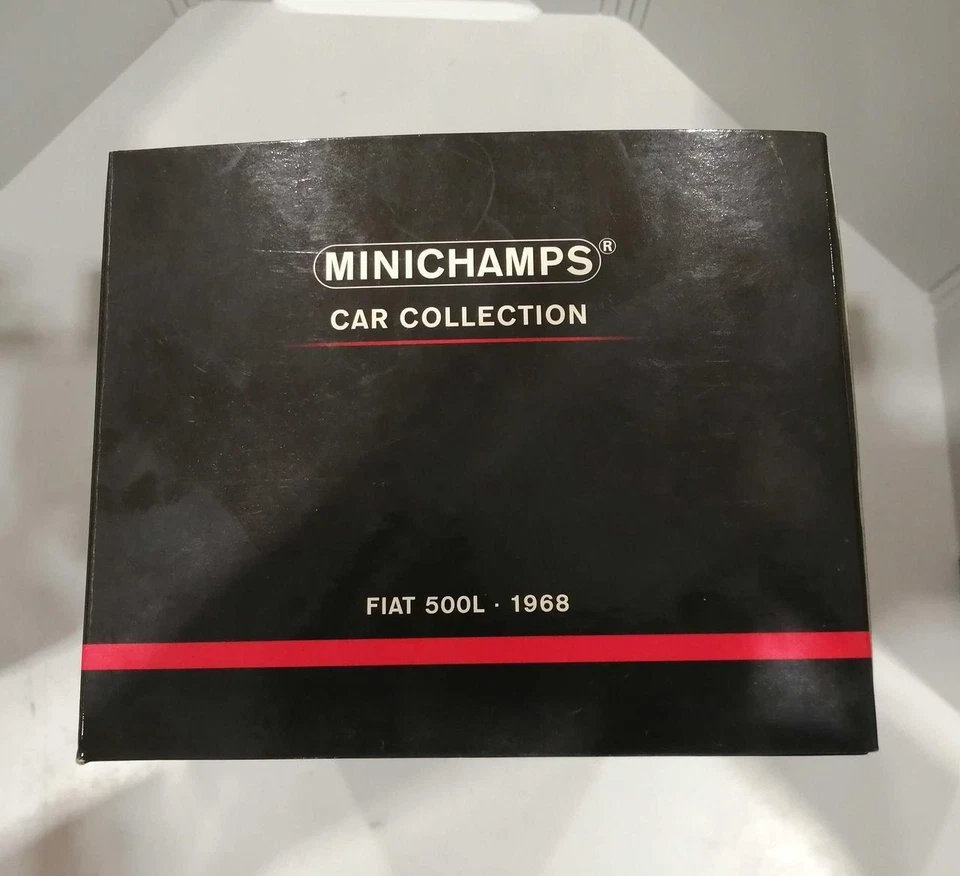 MINICHAMPS®
CAR COLLECTION
FIAT 500L · 1968